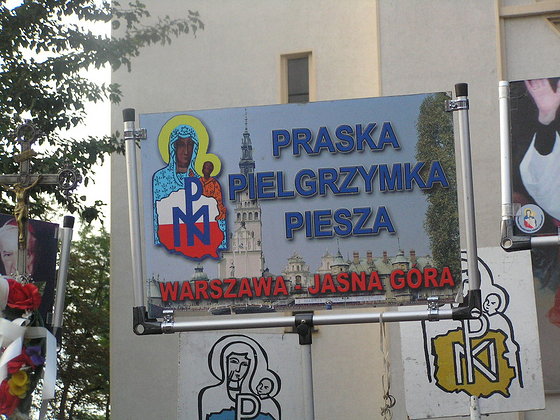 PRASKA
PIELGRZYMKA
PIESZA
WARSZAWA - JASNA GÓRA